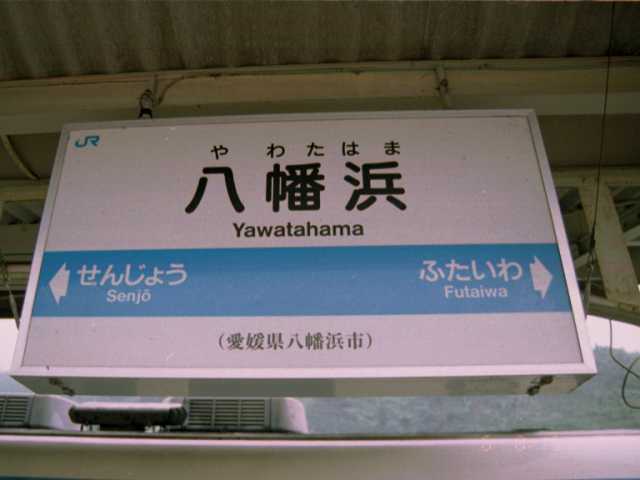 JR
やわたはま
八幡浜
Yawatahama
せんじょう ふたいわ
Senjō Futaiwa
(愛媛県八幡浜市)